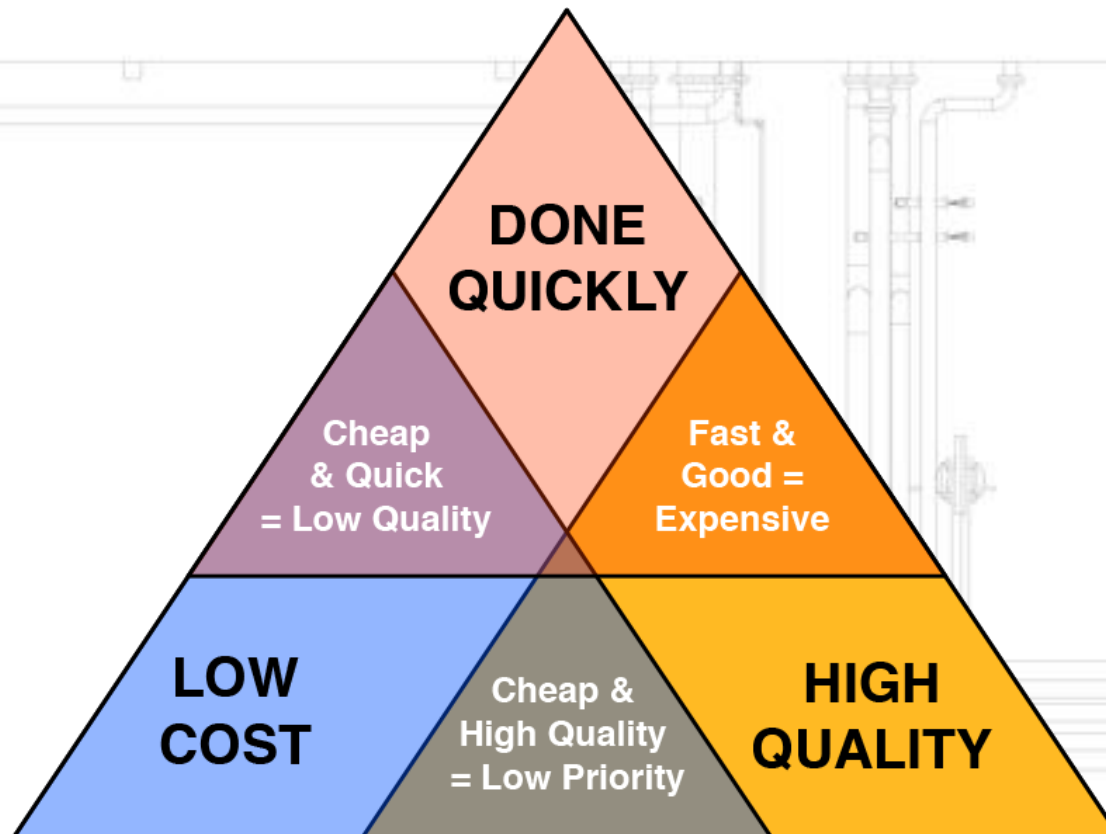 DONE
QUICKLY
Cheap
& Quick
= Low Quality
Fast &
Good =
Expensive
LOW
COST
Cheap &
High Quality
= Low Priority
HIGH
QUALITY